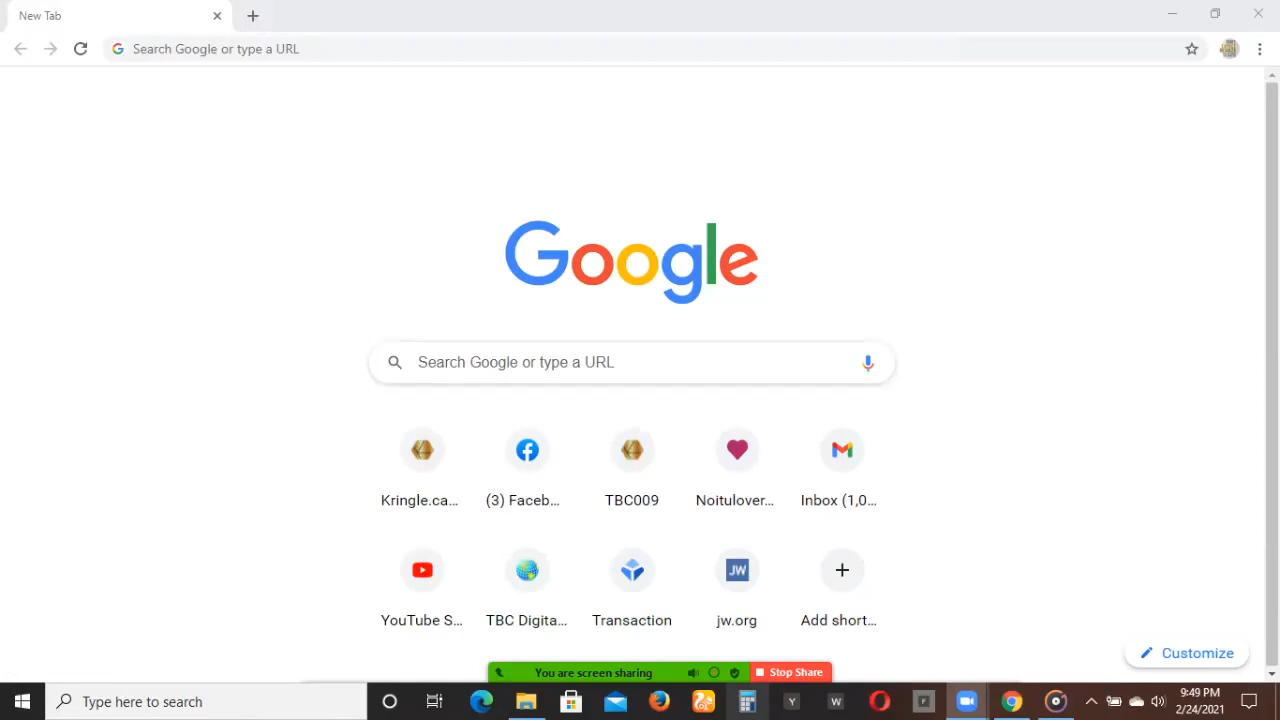 New Tab
Search Google or type a URL
Google
Search Google or type a URL
Kringle.ca...
(3) Faceb...
TBC009
Noitulover...
Inbox (1,0...
JW
YouTube S...
TBC Digita...
Transaction
jw.org
Add short...
Customize
You are screen sharing
Stop Share
Type here to search
Y
W
F
9:49 PM
2/24/2021